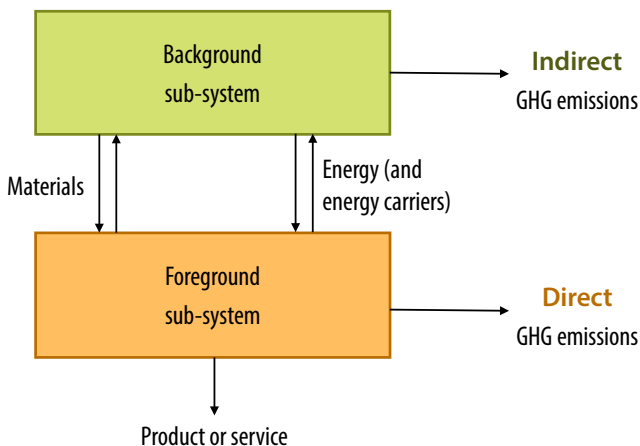 Background
sub-system
Indirect
GHG emissions
Materials
Energy (and
energy carriers)
Foreground
sub-system
Direct
GHG emissions
Product or service